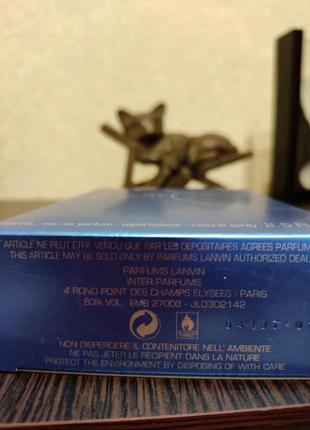 T ARTICLE NE PEUT ÊTRE VENDU QUE PAR LES DEPOSITAIRES AGREES PARFUM
THIS ARTICLE MAY BE SOLD ONLY BY PARFUMS LANVIN AUTHORIZED DEAL
PARFUMS LANVIN
INTER PARFUMS
4 ROND POINT DES CHAMPS ELYSEES - PARIS
80% VOL. EMB 27003 - JL0302142
NON DISPERDERE IL CONTENITORE NELL' AMBIENTE
NE PAS JETER LE RÉCIPIENT DANS LA NATURE
PROTECT THE ENVIRONMENT BY DISPOSING OF WITH CARE